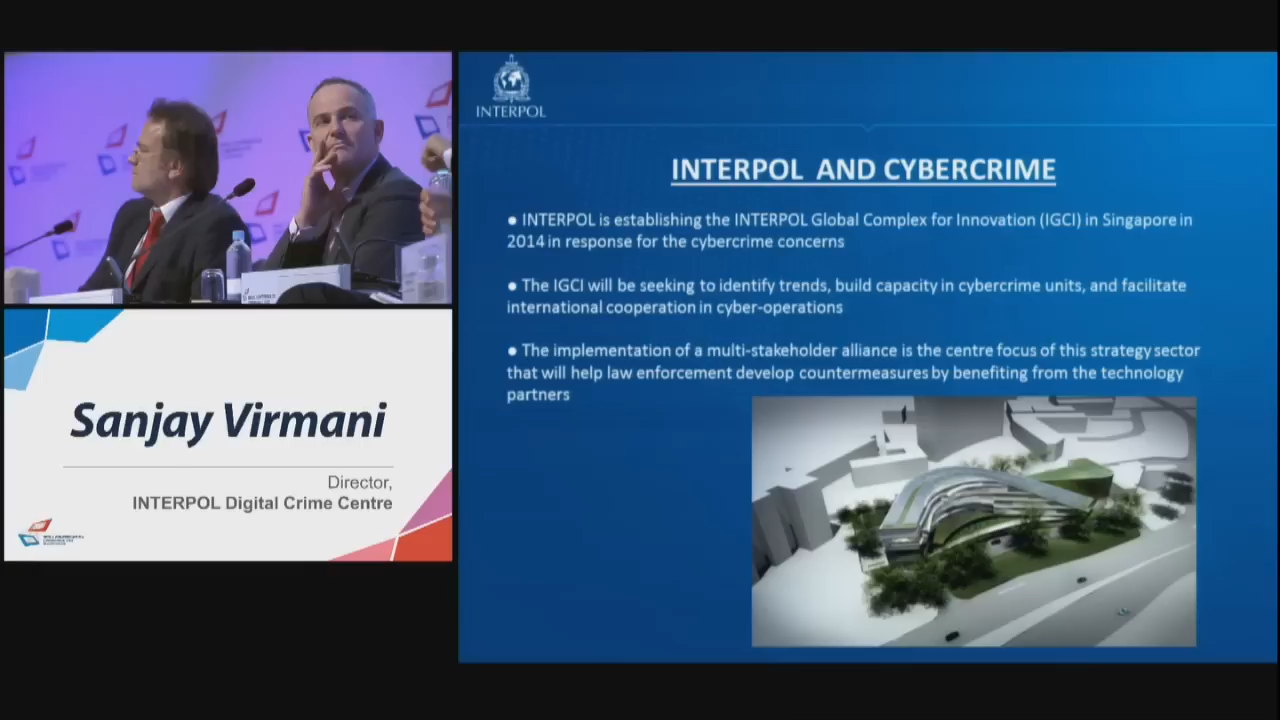 INTERPOL
INTERPOL AND CYBERCRIME
● INTERPOL is establishing the INTERPOL Global Complex for Innovation (IGCI) in Singapore in
2014 in response for the cybercrime concerns
● The IGCI will be seeking to identify trends, build capacity in cybercrime units, and facilitate
international cooperation in cyber-operations
● The implementation of a multi-stakeholder alliance is the centre focus of this strategy sector
that will help law enforcement develop countermeasures by benefiting from the technology
partners
Sanjay Virmani
Director,
INTERPOL Digital Crime Centre